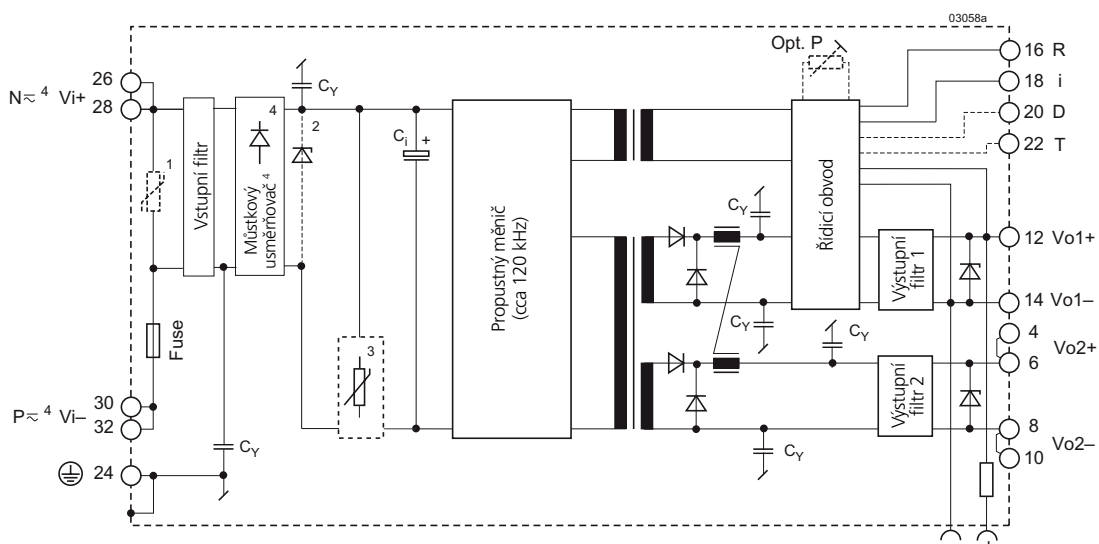 03058a
Opt. P
16 R
18 i
20 D
22 T
26
N≂ ⁴ Vi+
28
C_Y
4
2
C_i +
1
Vstupní filtr
Můstkový usměrňovač ⁴
Propustný měnič
(cca 120 kHz)
Řídicí obvod
C_Y
12 Vo1+
Výstupní
filtr 1
14 Vo1–
Fuse
3
C_Y
C_Y
4
Vo2+
6
30
P≂ ⁴ Vi–
32
Výstupní
filtr 2
8
Vo2–
10
C_Y
C_Y
24